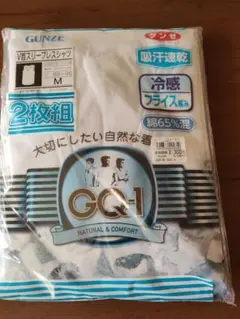 GUNZE
グンゼ
V首スリーブレスシャツ
吸汗速乾
M
冷感
フライス編み
2枚組
綿65%混
大切にしたい自然な着
GQ-1
NATURAL & COMFORT